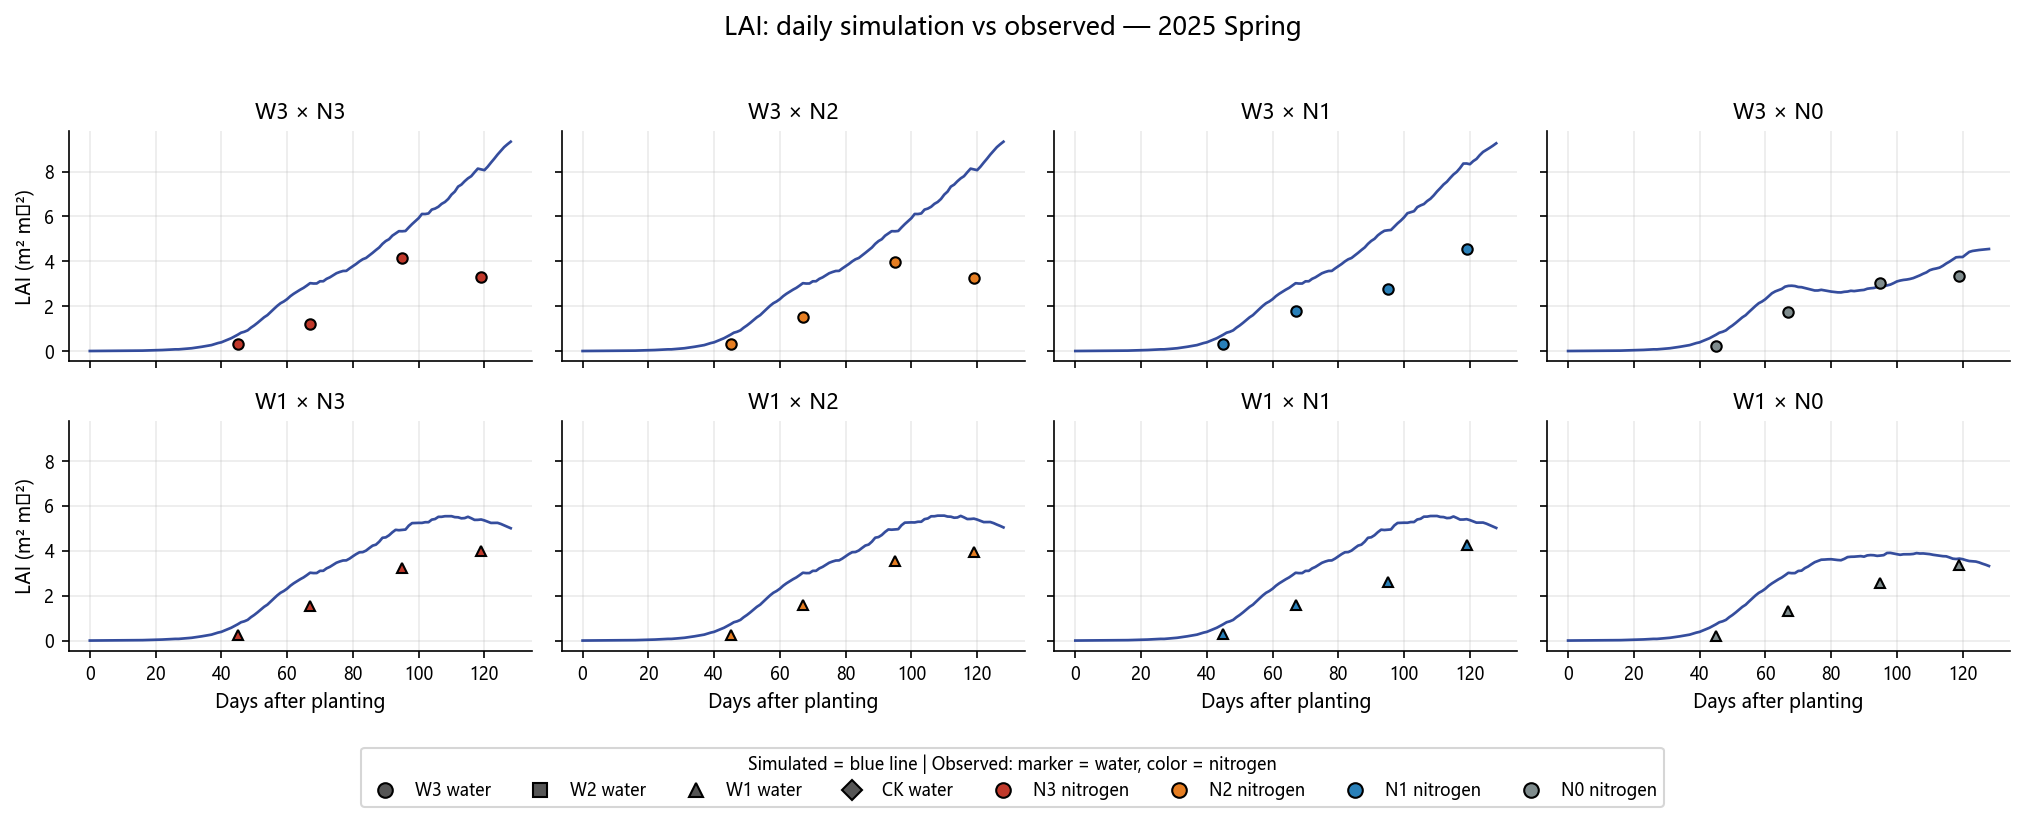 LAI: daily simulation vs observed — 2025 Spring
W3 × N3
W3 × N2
W3 × N1
W3 × N0
LAI (m² m▯²)
8
6
4
2
0
W1 × N3
W1 × N2
W1 × N1
W1 × N0
LAI (m² m▯²)
8
6
4
2
0
0 20 40 60 80 100 120
0 20 40 60 80 100 120
0 20 40 60 80 100 120
0 20 40 60 80 100 120
Days after planting
Days after planting
Days after planting
Days after planting
Simulated = blue line | Observed: marker = water, color = nitrogen
W3 water W2 water W1 water CK water N3 nitrogen N2 nitrogen N1 nitrogen N0 nitrogen